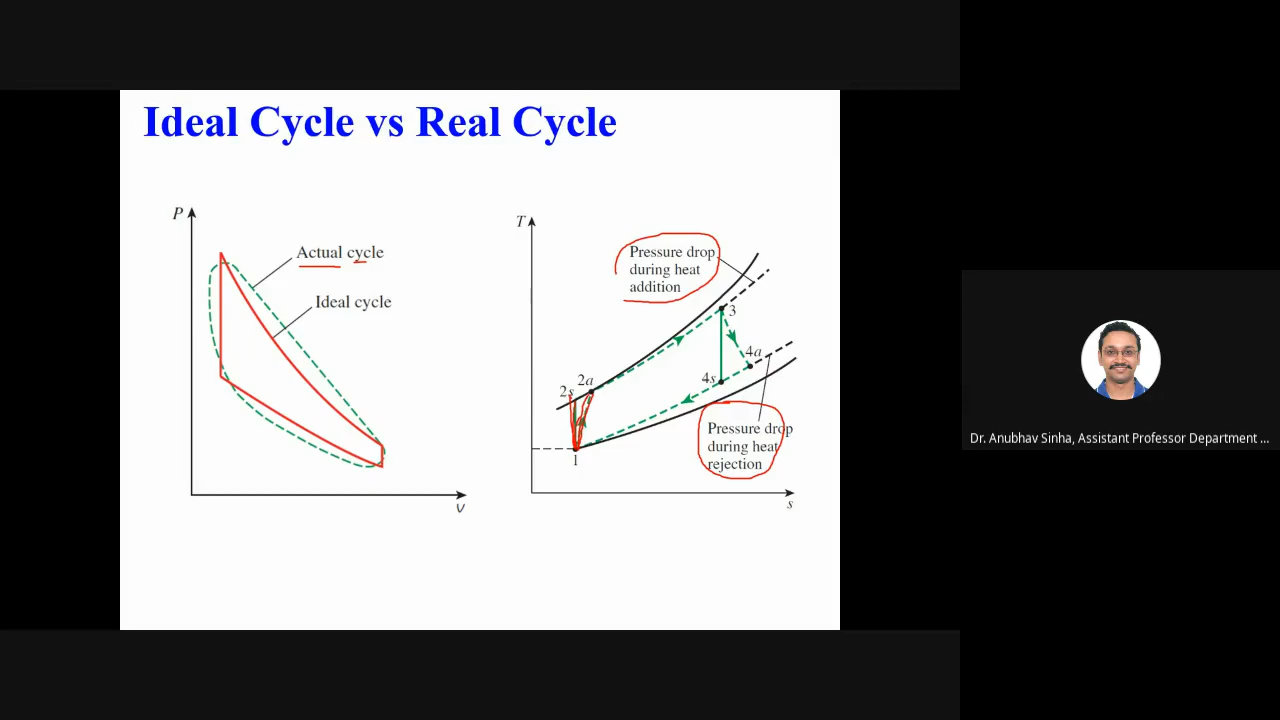 Ideal Cycle vs Real Cycle
P
Actual cycle
Ideal cycle
v
T
Pressure drop
during heat
addition
3
4a
2a
2s
4s
Pressure drop
during heat
rejection
1
s
Dr. Anubhav Sinha, Assistant Professor Department ...